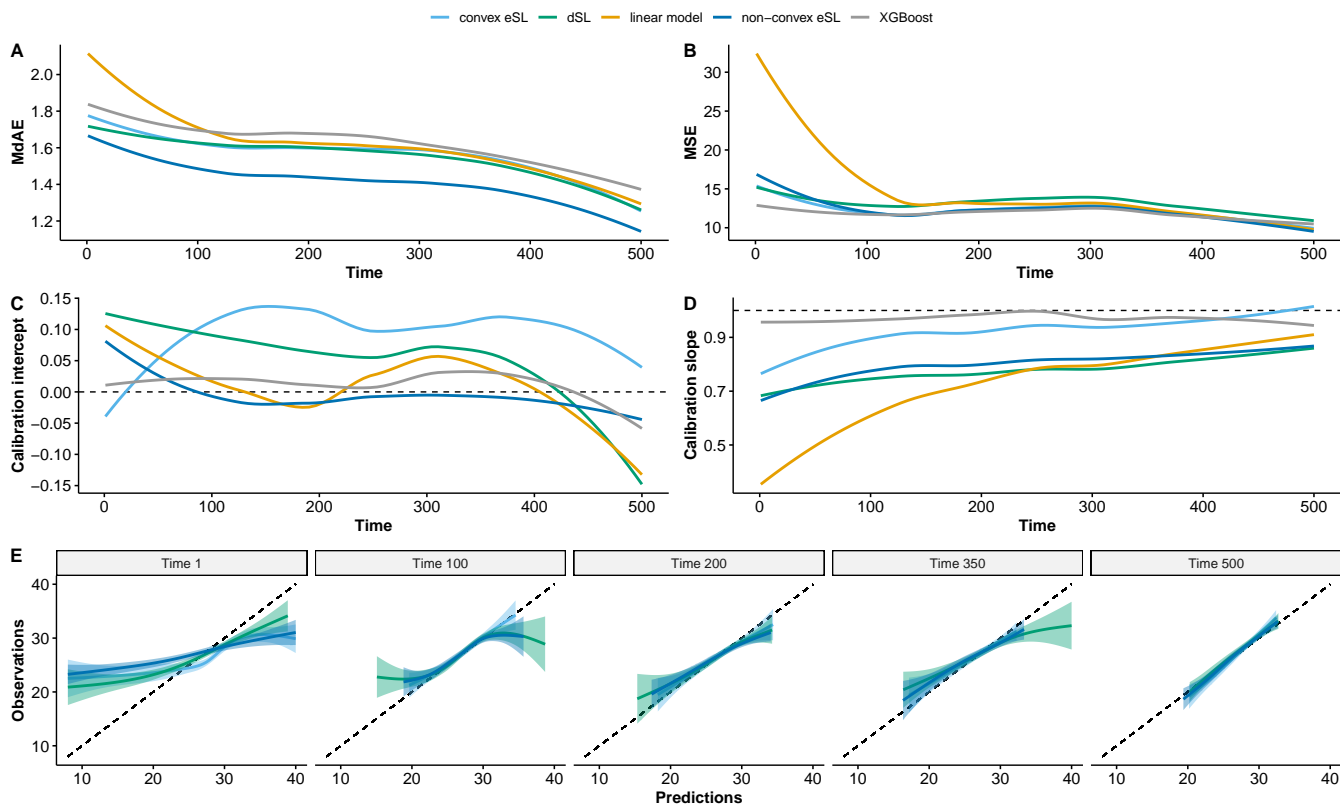 convex eSL dSL linear model non−convex eSL XGBoost
A
MdAE
2.0
1.8
1.6
1.4
1.2
0 100 200 300 400 500
Time
B
MSE
30
25
20
15
10
0 100 200 300 400 500
Time
C
Calibration intercept
0.15
0.10
0.05
0.00
−0.05
−0.10
−0.15
0 100 200 300 400 500
Time
D
Calibration slope
0.9
0.7
0.5
0 100 200 300 400 500
Time
E
Time 1 Time 100 Time 200 Time 350 Time 500
Observations
40
30
20
10
10 20 30 40 10 20 30 40 10 20 30 40 10 20 30 40 10 20 30 40
Predictions